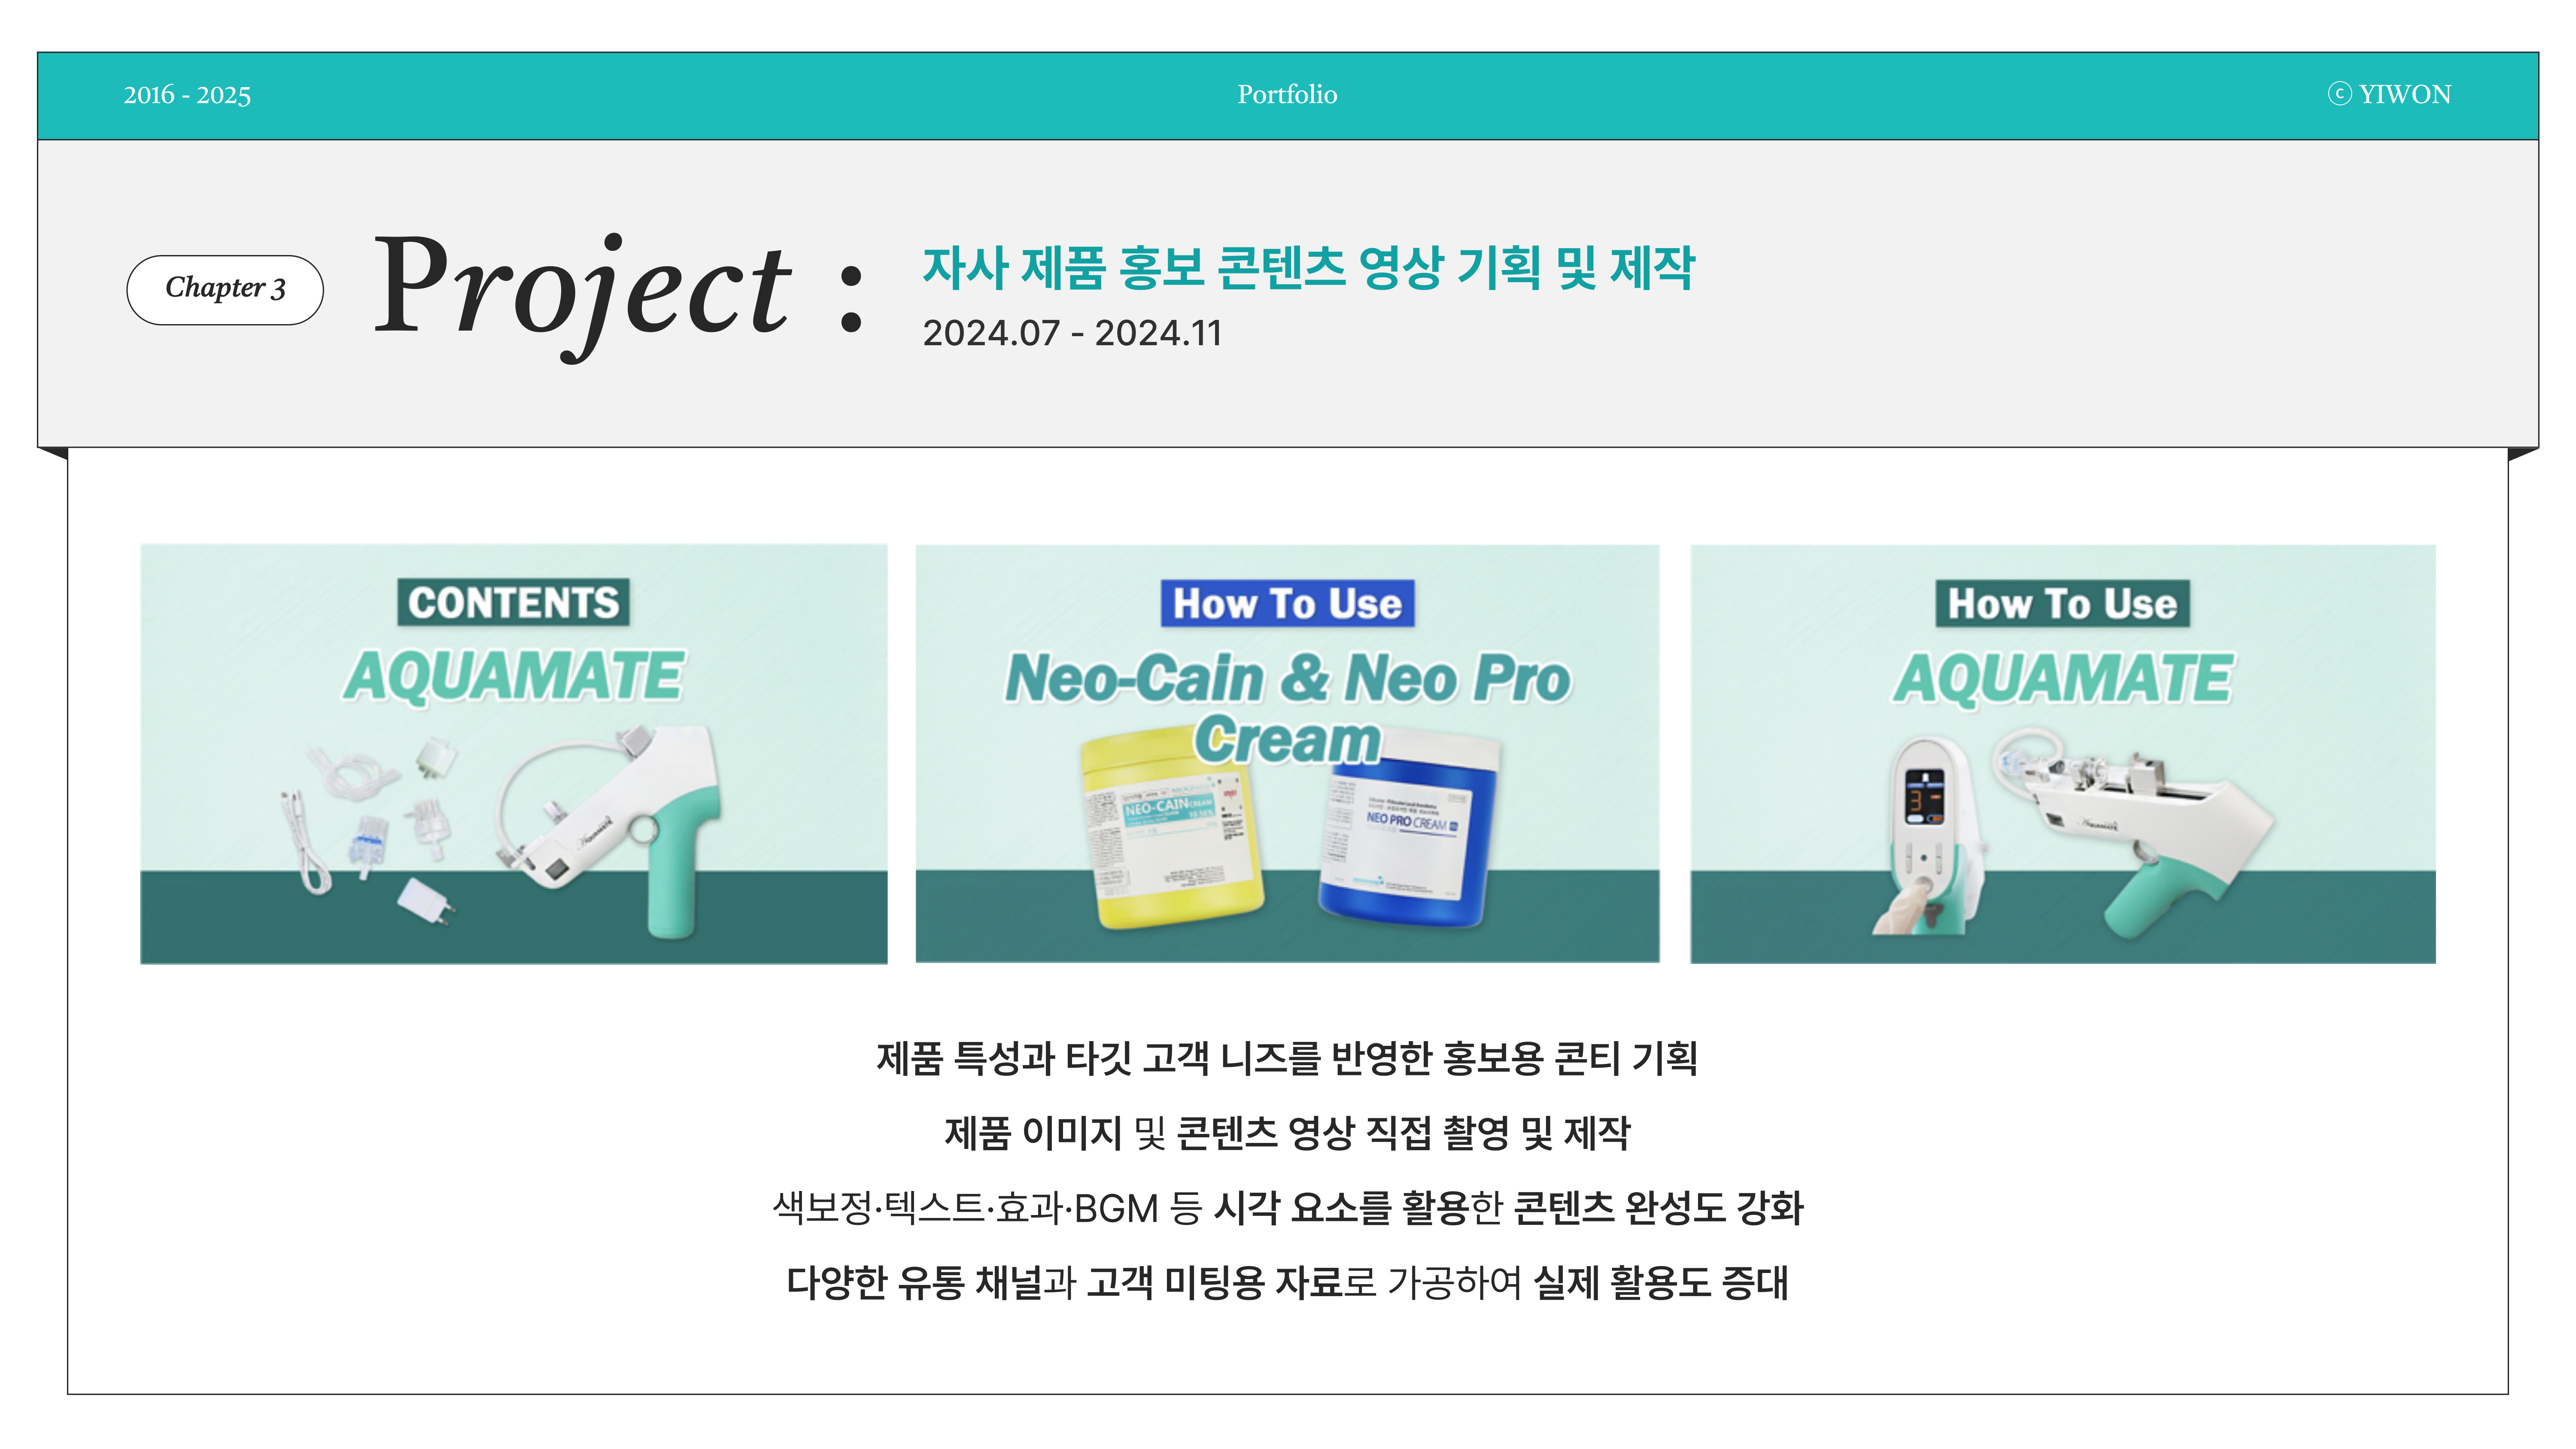 2016 - 2025
Portfolio
ⓒ YIWON
Chapter 3
Project :
자사 제품 홍보 콘텐츠 영상 기획 및 제작
2024.07 - 2024.11
CONTENTS
AQUAMATE
AQUAMATE
How To Use
Neo-Cain & Neo Pro
Cream
NEO-CAIN CREAM
NEO PRO CREAM
How To Use
AQUAMATE
3
AQUAMATE
제품 특성과 타깃 고객 니즈를 반영한 홍보용 콘티 기획
제품 이미지 및 콘텐츠 영상 직접 촬영 및 제작
색보정·텍스트·효과·BGM 등 시각 요소를 활용한 콘텐츠 완성도 강화
다양한 유통 채널과 고객 미팅용 자료로 가공하여 실제 활용도 증대